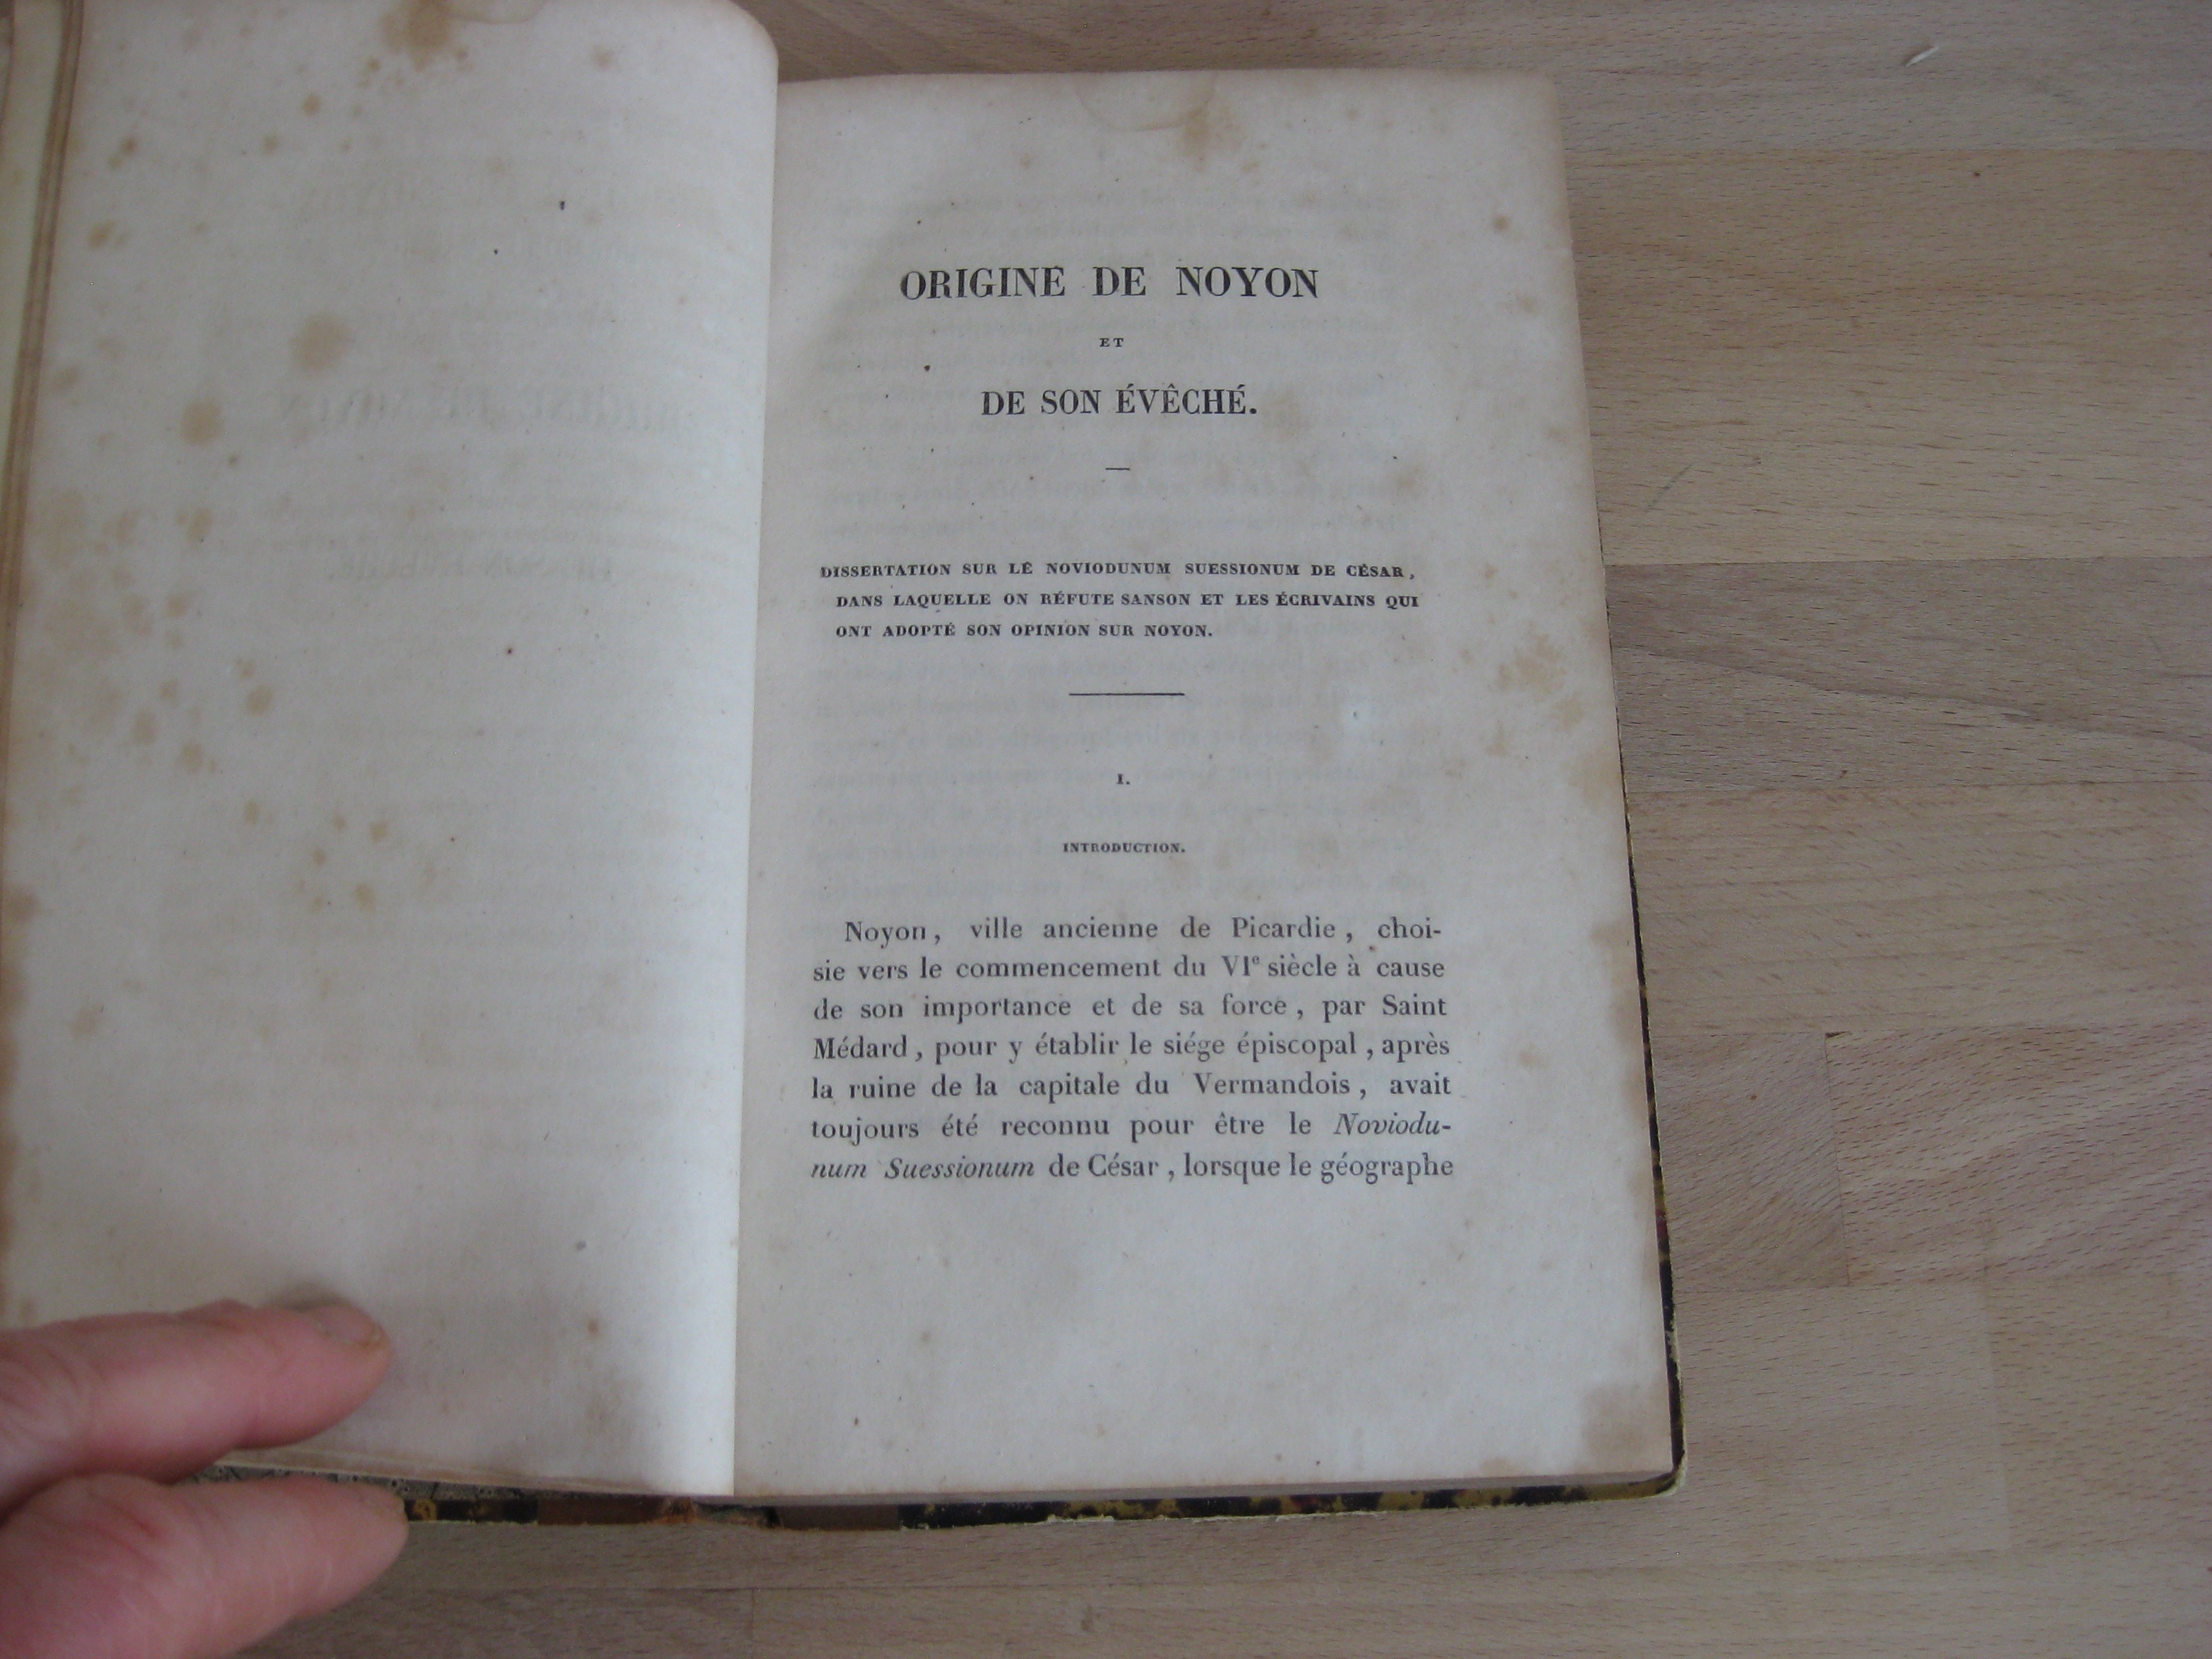 ORIGINE DE NOYON
ET
DE SON ÉVÊCHÉ.
DISSERTATION SUR LE NOVIODUNUM SUESSIONUM DE CÉSAR,
DANS LAQUELLE ON RÉFUTE SANSON ET LES ÉCRIVAINS QUI
ONT ADOPTÉ SON OPINION SUR NOYON.
I.
INTRODUCTION.
Noyon, ville ancienne de Picardie, choi-
sie vers le commencement du VIe siècle à cause
de son importance et de sa force, par Saint
Médard, pour y établir le siége épiscopal, après
la ruine de la capitale du Vermandois, avait
toujours été reconnu pour être le Noviodu-
num Suessionum de César, lorsque le géographe